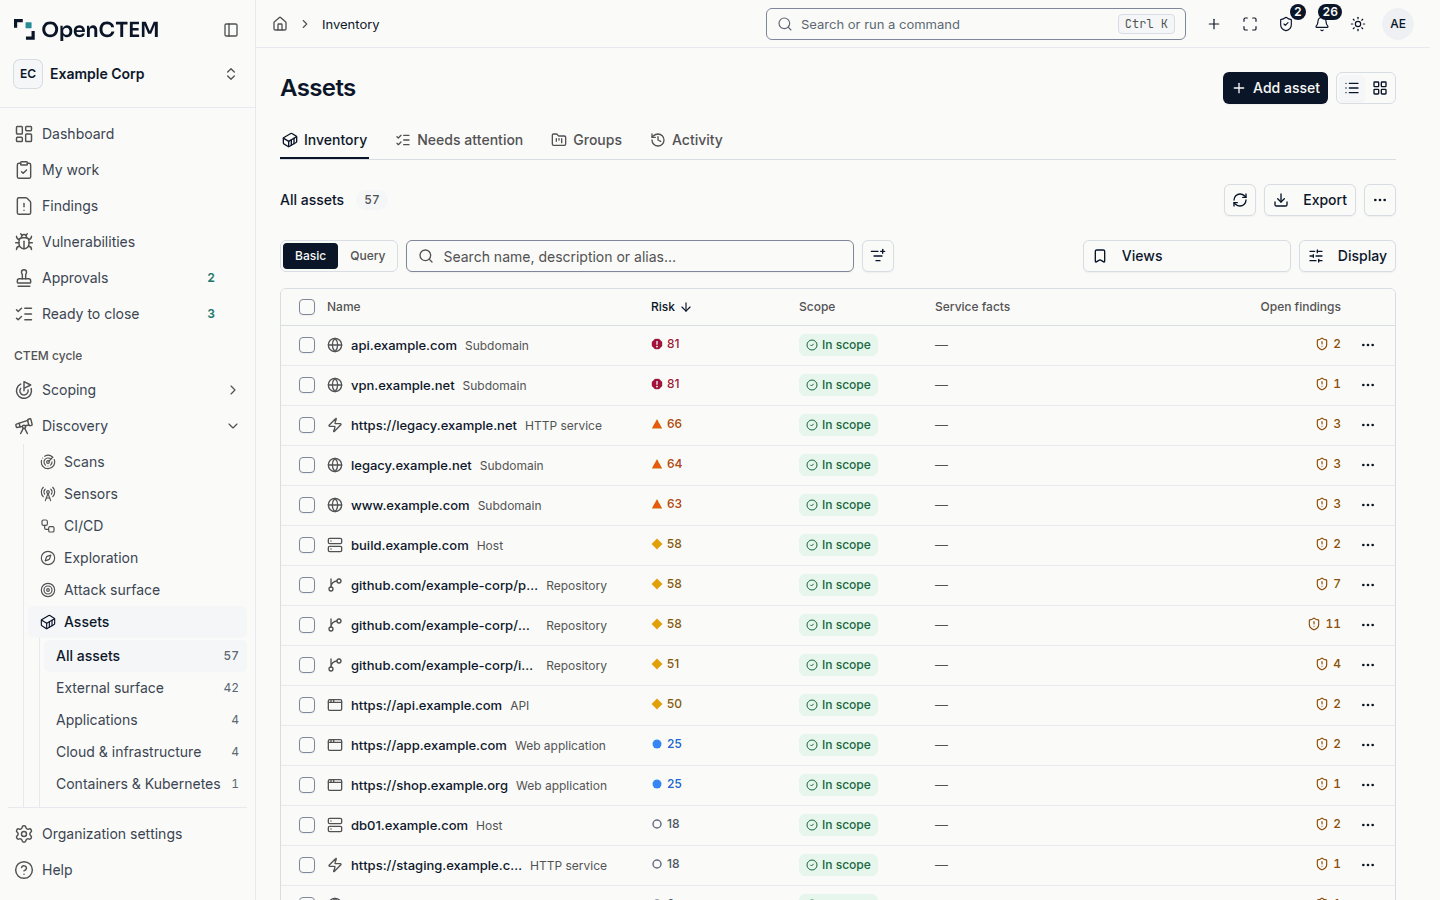 OpenCTEM
EC Example Corp
Dashboard
My work
Findings
Vulnerabilities
Approvals 2
Ready to close 3
CTEM cycle
Scoping
Discovery
Scans
Sensors
CI/CD
Exploration
Attack surface
Assets
All assets 57
External surface 42
Applications 4
Cloud & infrastructure 4
Containers & Kubernetes 1
Organization settings
Help
Inventory
Search or run a command Ctrl K
2
26
AE
Assets
Add asset
Inventory Needs attention Groups Activity
All assets 57
Export
Basic Query Search name, description or alias... Views Display
Name Risk Scope Service facts Open findings
api.example.com Subdomain 81 In scope — 2
vpn.example.net Subdomain 81 In scope — 1
https://legacy.example.net HTTP service 66 In scope — 3
legacy.example.net Subdomain 64 In scope — 3
www.example.com Subdomain 63 In scope — 3
build.example.com Host 58 In scope — 2
github.com/example-corp/p... Repository 58 In scope — 7
github.com/example-corp/... Repository 58 In scope — 11
github.com/example-corp/i... Repository 51 In scope — 4
https://api.example.com API 50 In scope — 2
https://app.example.com Web application 25 In scope — 2
https://shop.example.org Web application 25 In scope — 1
db01.example.com Host 18 In scope — 2
https://staging.example.c... HTTP service 18 In scope — 1